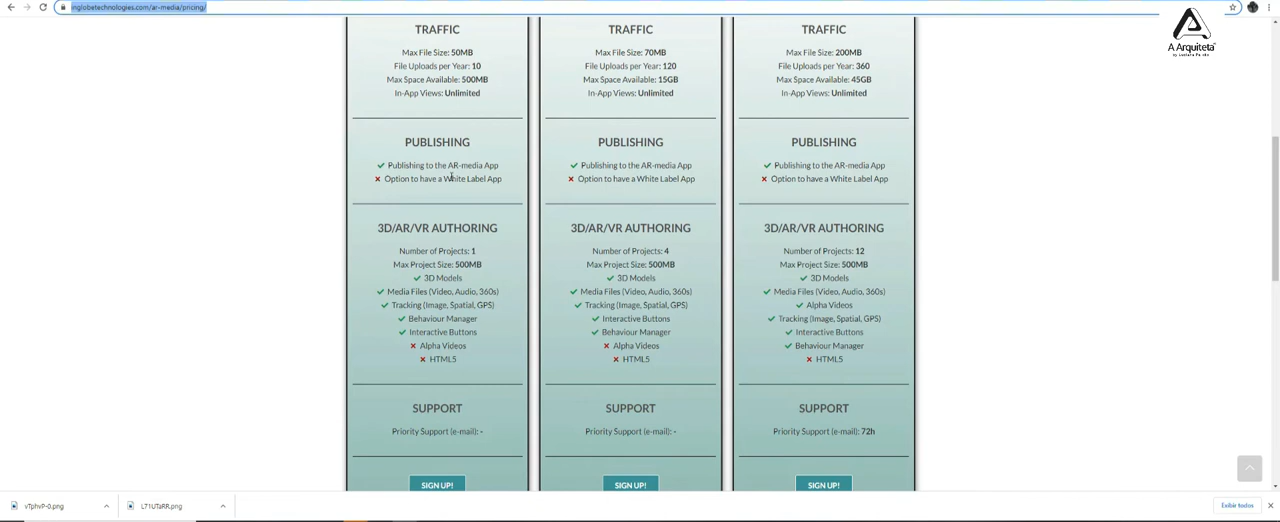 inglobetechnologies.com/ar-media/pricing/
A Arquiteta
TRAFFIC
Max File Size: 50MB
File Uploads per Year: 10
Max Space Available: 500MB
In-App Views: Unlimited
PUBLISHING
Publishing to the AR-media App
Option to have a White Label App
3D/AR/VR AUTHORING
Number of Projects: 1
Max Project Size: 500MB
3D Models
Media Files (Video, Audio, 360s)
Tracking (Image, Spatial, GPS)
Behaviour Manager
Interactive Buttons
Alpha Videos
HTML5
SUPPORT
Priority Support (e-mail): -
SIGN UP!
TRAFFIC
Max File Size: 70MB
File Uploads per Year: 120
Max Space Available: 15GB
In-App Views: Unlimited
PUBLISHING
Publishing to the AR-media App
Option to have a White Label App
3D/AR/VR AUTHORING
Number of Projects: 4
Max Project Size: 500MB
3D Models
Media Files (Video, Audio, 360s)
Tracking (Image, Spatial, GPS)
Interactive Buttons
Behaviour Manager
Alpha Videos
HTML5
SUPPORT
Priority Support (e-mail): -
SIGN UP!
TRAFFIC
Max File Size: 200MB
File Uploads per Year: 360
Max Space Available: 45GB
In-App Views: Unlimited
PUBLISHING
Publishing to the AR-media App
Option to have a White Label App
3D/AR/VR AUTHORING
Number of Projects: 12
Max Project Size: 500MB
3D Models
Media Files (Video, Audio, 360s)
Alpha Videos
Tracking (Image, Spatial, GPS)
Interactive Buttons
Behaviour Manager
HTML5
SUPPORT
Priority Support (e-mail): 72h
SIGN UP!
vTphvP-0.png
LT1UTaRR.png
Exibir todos